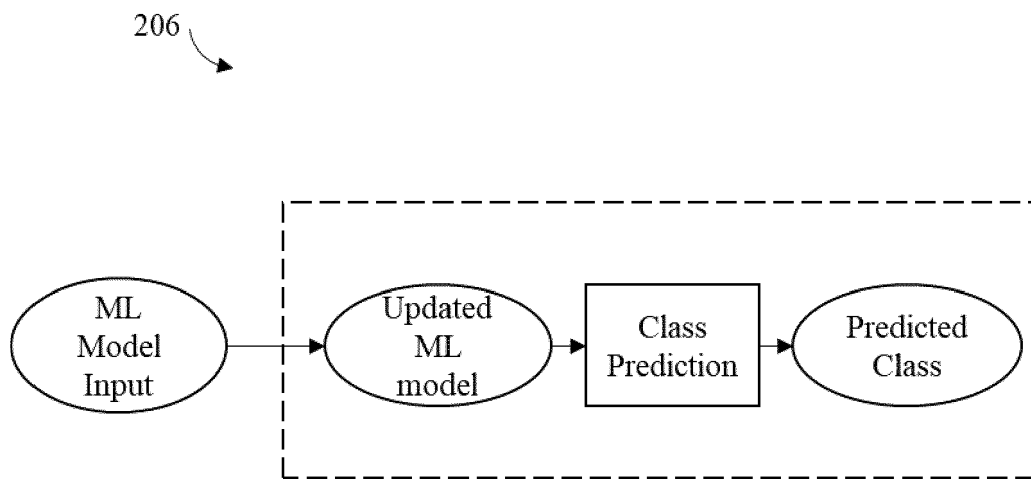 206
ML
Model
Input
Updated
ML
model
Class
Prediction
Predicted
Class